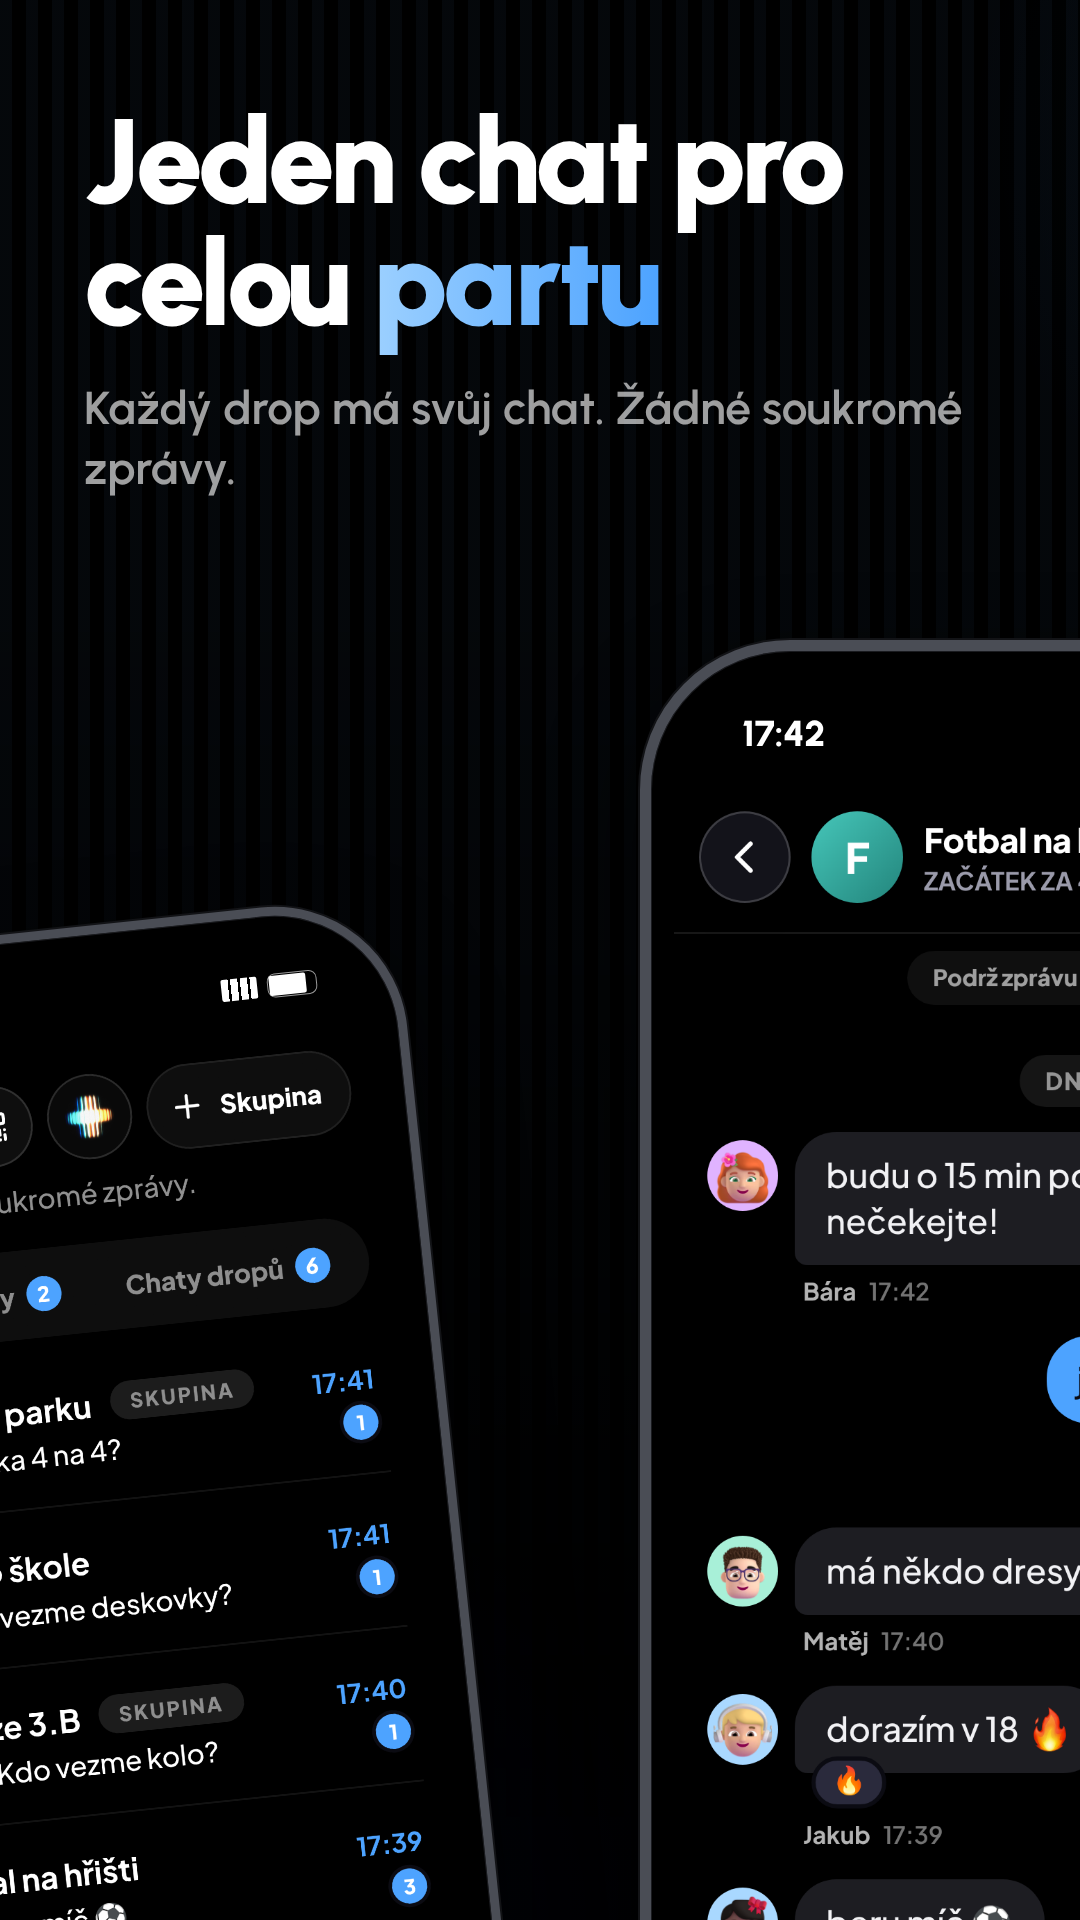 Jeden chat pro
celou partu
Každý drop má svůj chat. Žádné soukromé
zprávy.
17:42
F
Fotbal na
ZAČÁTEK ZA
Podrž zprávu
DN
budu o 15 min po
nečekejte!
Bára 17:42
j
má někdo dresy
Matěj 17:40
dorazím v 18 🔥
🔥
Jakub 17:39
beru míč ⚽
+ Skupina
ukromé zprávy.
y 2 Chaty dropů 6
parku SKUPINA 17:41
ka 4 na 4? 1
škole 17:41
vezme deskovky? 1
ze 3.B SKUPINA 17:40
Kdo vezme kolo? 1
al na hřišti 17:39
míč ⚽ 3